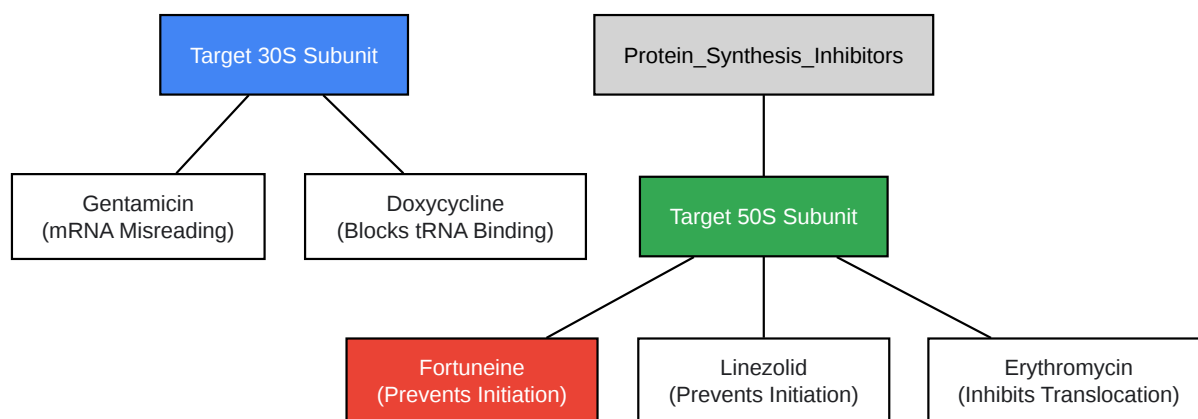 Target 30S Subunit
Protein_Synthesis_Inhibitors
Gentamicin
(mRNA Misreading)
Doxycycline
(Blocks tRNA Binding)
Target 50S Subunit
Fortuneine
(Prevents Initiation)
Linezolid
(Prevents Initiation)
Erythromycin
(Inhibits Translocation)